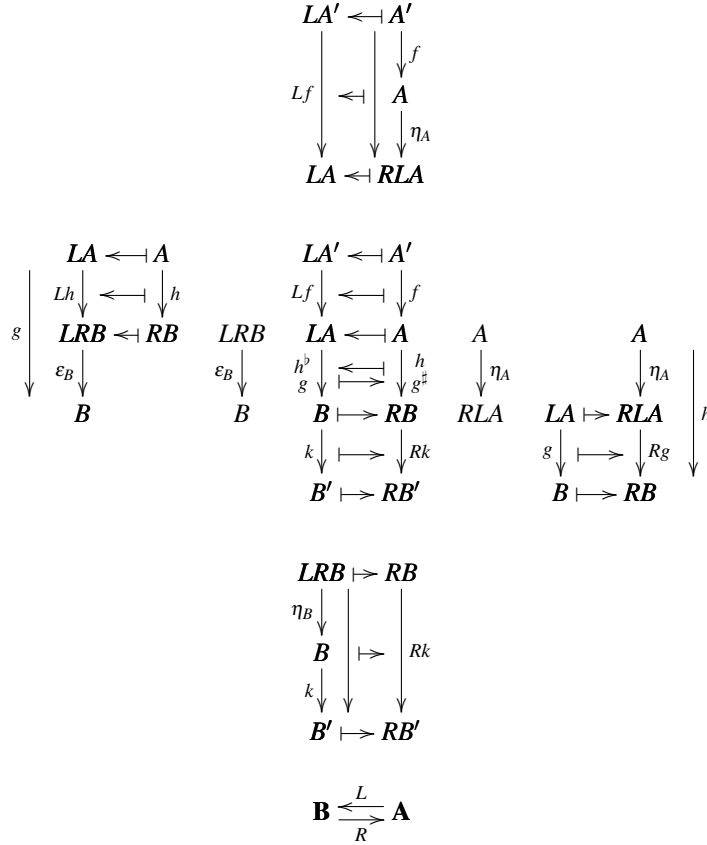 LA′ A′
f
Lf A
η_A
LA RLA
LA A LA′ A′
Lh h Lf f
g LRB RB LRB LA A A A
ε_B ε_B h♭ h η_A η_A
g g♯ h
B B B RB RLA LA RLA
k Rk g Rg
B′ RB′ B RB
LRB RB
η_B
B Rk
k
B′ RB′
L
B A
R